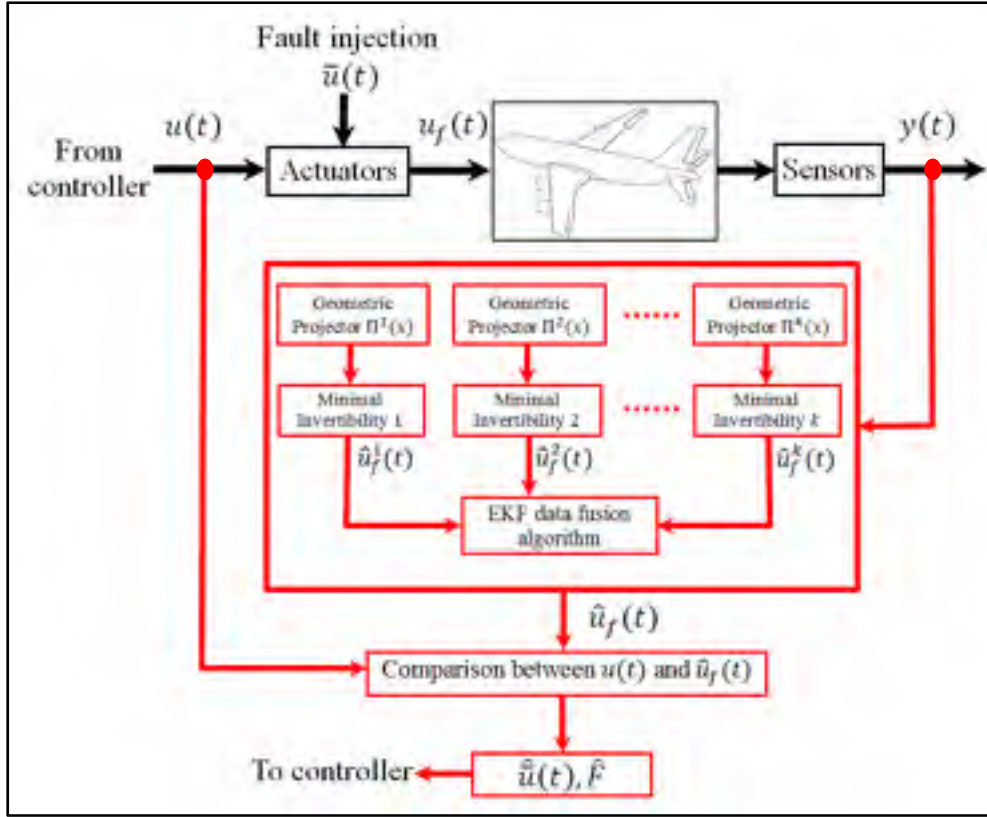 Fault injection
ū(t)
u(t)
u_f(t)
y(t)
From
controller
Actuators
Sensors
Geometric
Projector Π¹(x)
Geometric
Projector Π²(x)
Geometric
Projector Πᵏ(x)
Minimal
Invertibility 1
Minimal
Invertibility 2
Minimal
Invertibility k
û_f¹(t)
û_f²(t)
û_f^k(t)
EKF data fusion
algorithm
û_f(t)
Comparison between u(t) and û_f(t)
To controller
ū̂(t), F̂